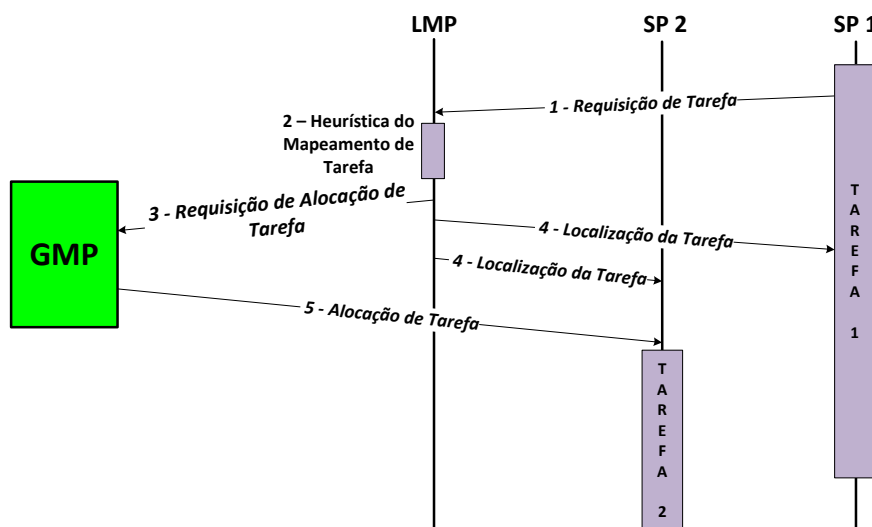 LMP
SP 2
SP 1
1 - Requisição de Tarefa
2 – Heurística do
Mapeamento de
Tarefa
3 - Requisição de Alocação de
Tarefa
GMP
4 - Localização da Tarefa
4 - Localização da Tarefa
5 - Alocação de Tarefa
T
A
R
E
F
A
1
T
A
R
E
F
A
2